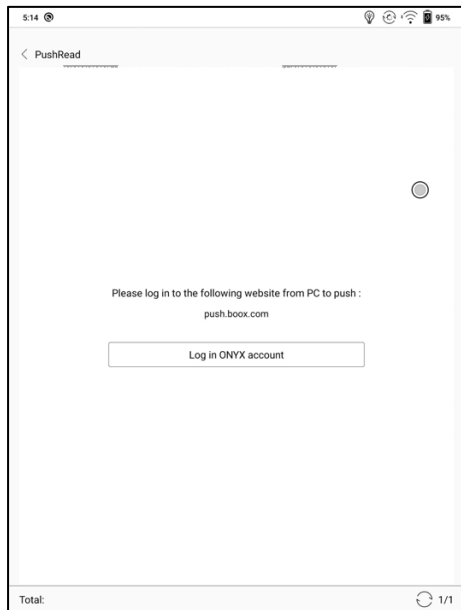 5:14 95%
PushRead
Please log in to the following website from PC to push :
push.boox.com
Log in ONYX account
Total: 1/1